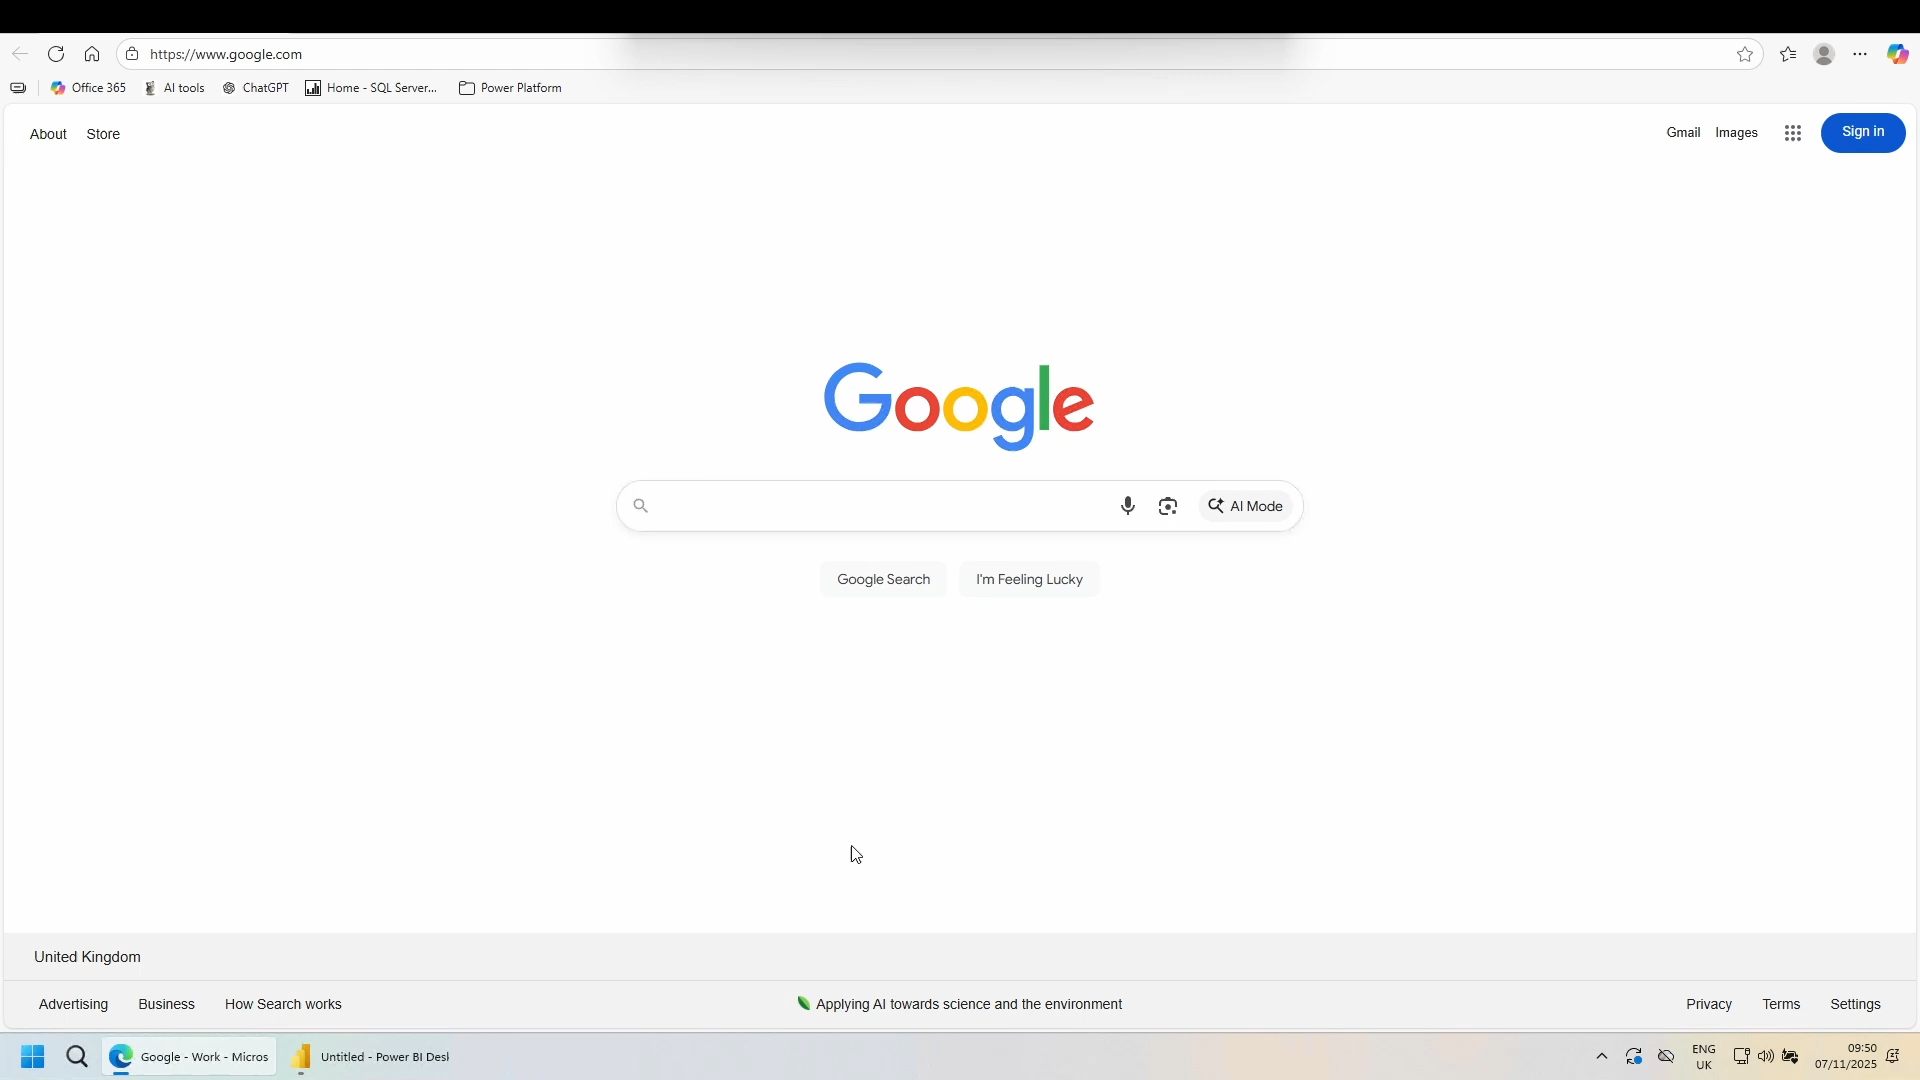 https://www.google.com
Office 365
AI tools
ChatGPT
Home - SQL Server...
Power Platform
About
Store
Gmail
Images
Sign in
Google
AI Mode
Google Search
I'm Feeling Lucky
United Kingdom
Advertising
Business
How Search works
Applying AI towards science and the environment
Privacy
Terms
Settings
Google - Work - Micros
Untitled - Power BI Desk
ENG
UK
09:50
07/11/2025